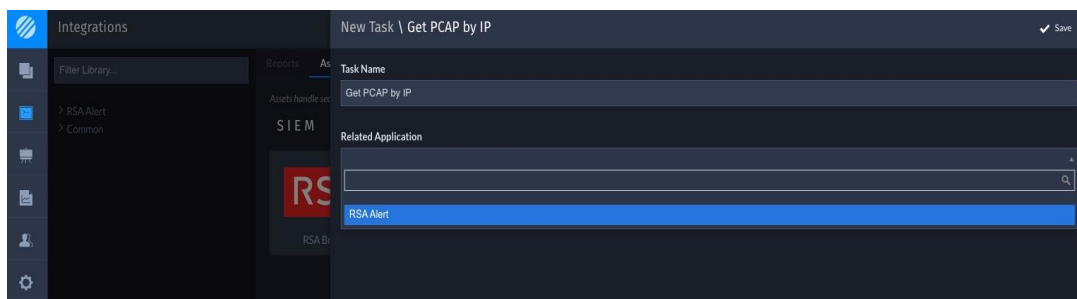 Integrations
New Task \ Get PCAP by IP
Save
Filter Library...
Reports
As
Task Name
Get PCAP by IP
Assets handle sec
> RSA Alert
> Common
SIEM
Related Application
RS
RSA Alert
RSA Br